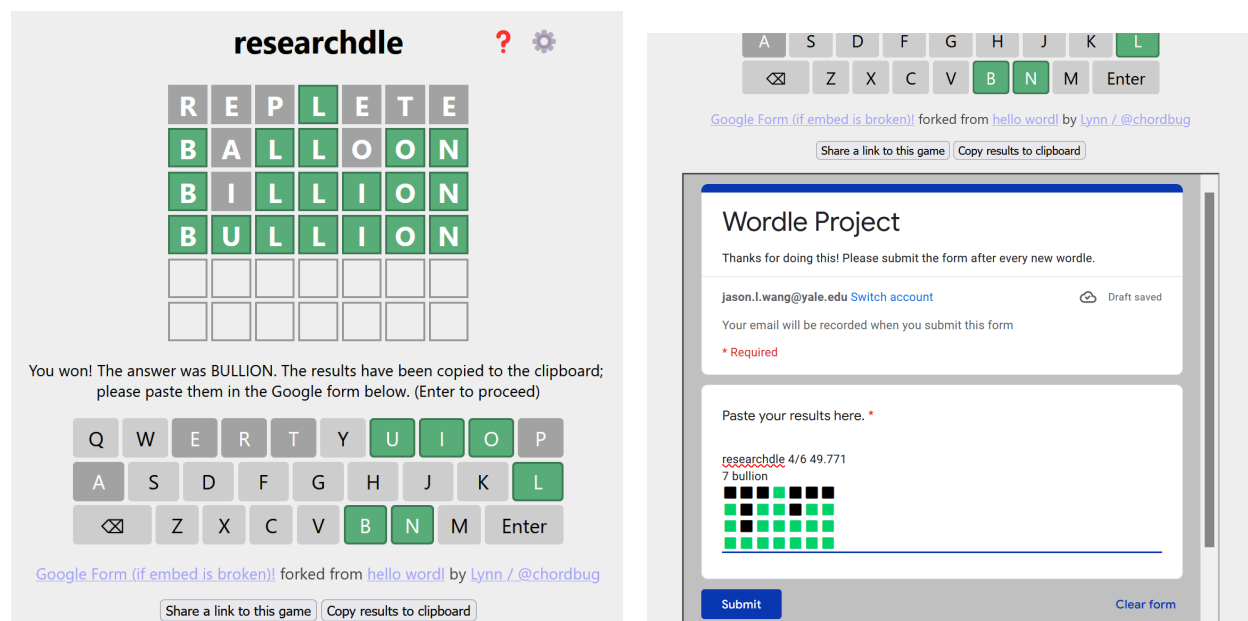 researchdle ❓ ⚙
R E P L E T E
B A L L O O N
B I L L I O N
B U L L I O N
You won! The answer was BULLION. The results have been copied to the clipboard;
please paste them in the Google form below. (Enter to proceed)
Q W E R T Y U I O P
A S D F G H J K L
⌫ Z X C V B N M Enter
Google Form (if embed is broken)! forked from hello wordl by Lynn / @chordbug
Share a link to this game Copy results to clipboard
A S D F G H J K L
⌫ Z X C V B N M Enter
Google Form (if embed is broken)! forked from hello wordl by Lynn / @chordbug
Share a link to this game Copy results to clipboard
Wordle Project
Thanks for doing this! Please submit the form after every new wordle.
jason.l.wang@yale.edu Switch account Draft saved
Your email will be recorded when you submit this form
* Required
Paste your results here. *
researchdle 4/6 49.771
7 bullion
⬛⬛⬛🟩⬛⬛⬛
🟩⬛🟩🟩⬛🟩🟩
🟩⬛🟩🟩🟩🟩🟩
🟩🟩🟩🟩🟩🟩🟩
Submit Clear form